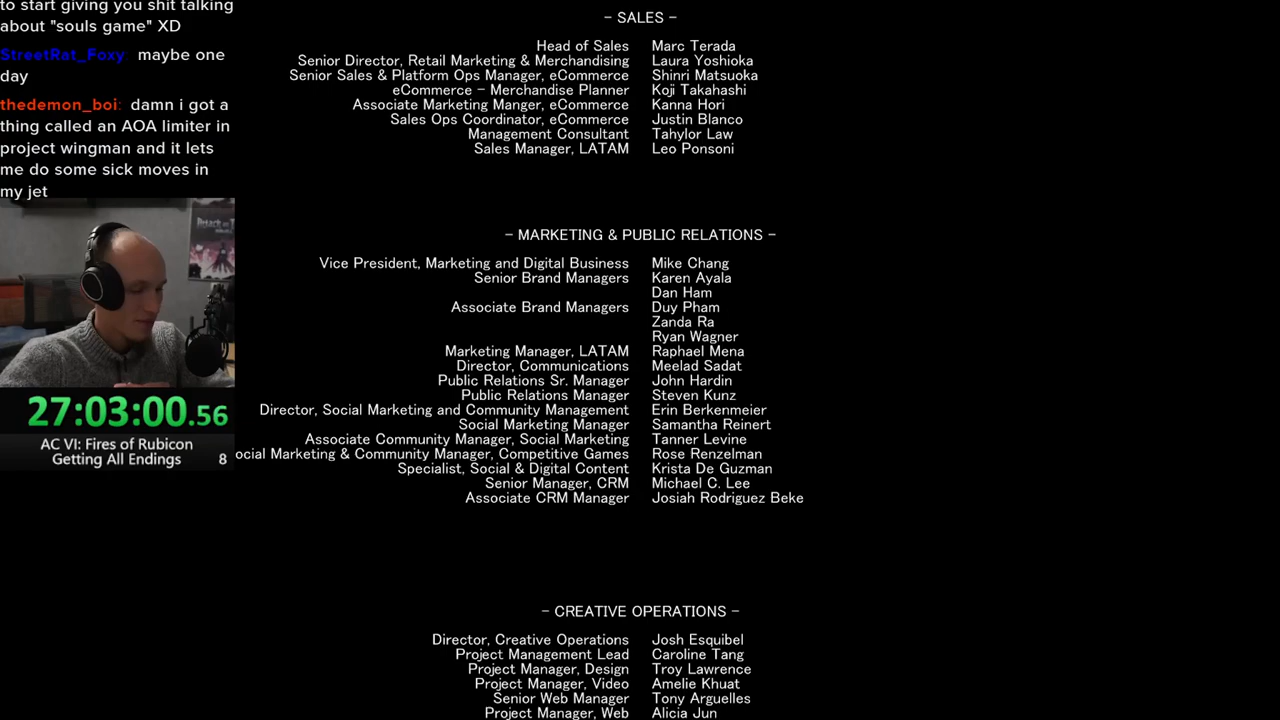 to start giving you shit talking
about "souls game" XD
StreetRat_Foxy: maybe one
day
thedemon_boi: damn i got a
thing called an AOA limiter in
project wingman and it lets
me do some sick moves in
my jet
27:03:00.56
AC VI: Fires of Rubicon
Getting All Endings 8
- SALES -
Head of Sales Marc Terada
Senior Director, Retail Marketing & Merchandising Laura Yoshioka
Senior Sales & Platform Ops Manager, eCommerce Shinri Matsuoka
eCommerce - Merchandise Planner Koji Takahashi
Associate Marketing Manger, eCommerce Kanna Hori
Sales Ops Coordinator, eCommerce Justin Blanco
Management Consultant Tahylor Law
Sales Manager, LATAM Leo Ponsoni
- MARKETING & PUBLIC RELATIONS -
Vice President, Marketing and Digital Business Mike Chang
Senior Brand Managers Karen Ayala
Dan Ham
Associate Brand Managers Duy Pham
Zanda Ra
Ryan Wagner
Marketing Manager, LATAM Raphael Mena
Director, Communications Meelad Sadat
Public Relations Sr. Manager John Hardin
Public Relations Manager Steven Kunz
Director, Social Marketing and Community Management Erin Berkenmeier
Social Marketing Manager Samantha Reinert
Associate Community Manager, Social Marketing Tanner Levine
ocial Marketing & Community Manager, Competitive Games Rose Renzelman
Specialist, Social & Digital Content Krista De Guzman
Senior Manager, CRM Michael C. Lee
Associate CRM Manager Josiah Rodriguez Beke
- CREATIVE OPERATIONS -
Director, Creative Operations Josh Esquibel
Project Management Lead Caroline Tang
Project Manager, Design Troy Lawrence
Project Manager, Video Amelie Khuat
Senior Web Manager Tony Arguelles
Project Manager, Web Alicia Jun